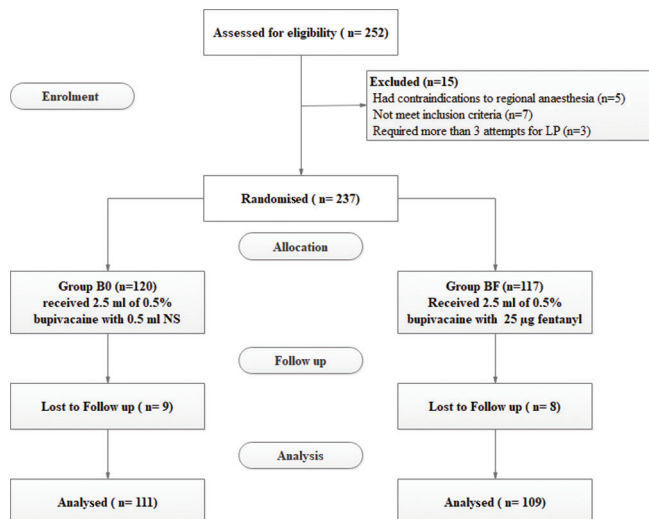 Assessed for eligibility ( n= 252)
Enrolment
Excluded (n=15)
Had contraindications to regional anaesthesia (n=5)
Not meet inclusion criteria (n=7)
Required more than 3 attempts for LP (n=3)
Randomised ( n= 237)
Allocation
Group B0 (n=120)
received 2.5 ml of 0.5%
bupivacaine with 0.5 ml NS
Group BF (n=117)
Received 2.5 ml of 0.5%
bupivacaine with 25 µg fentanyl
Follow up
Lost to Follow up ( n= 9)
Lost to Follow up ( n= 8)
Analysis
Analysed ( n= 111)
Analysed ( n= 109)